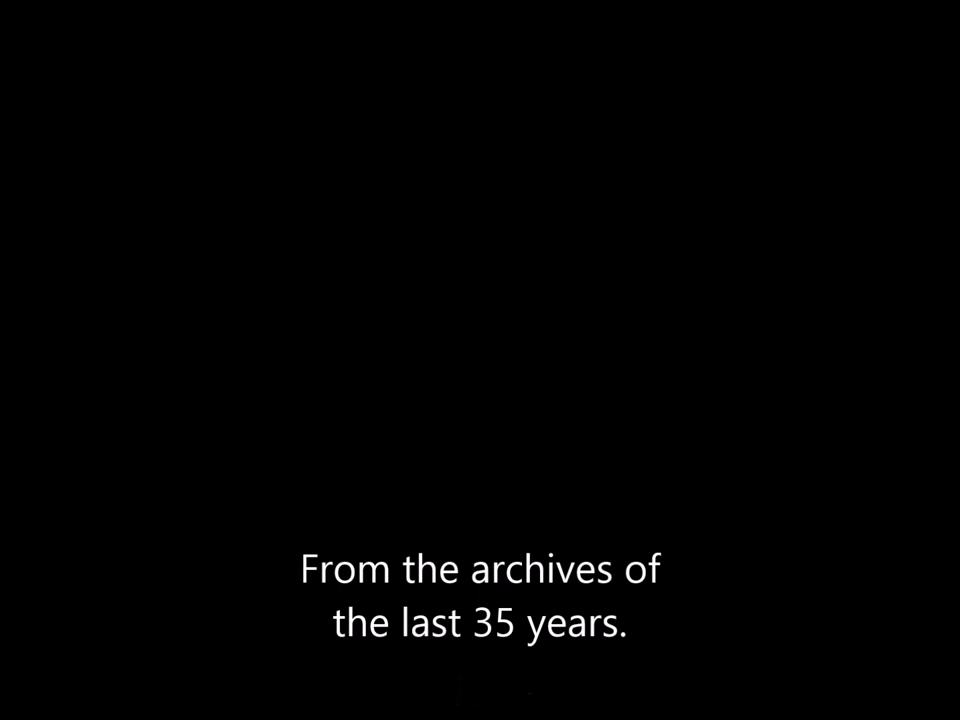 From the archives of
the last 35 years.